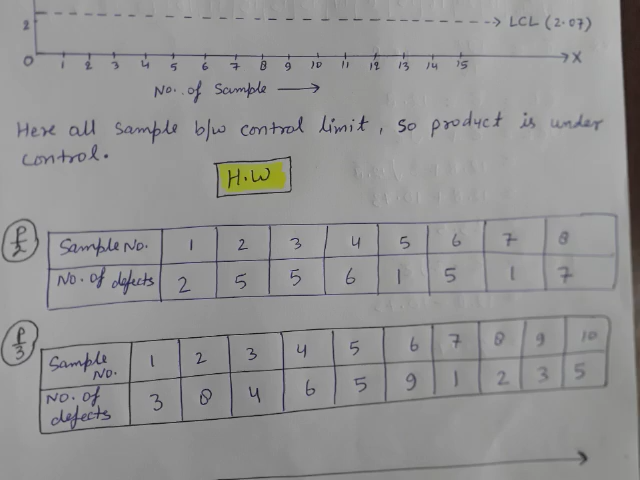 2
LCL (2.07)
0 1 2 3 4 5 6 7 8 9 10 11 12 13 14 15 X
No. of Sample
Here all Sample b/w control limit, so product is under
control.
H.W
P/2
Sample No. 1 2 3 4 5 6 7 8
No. of defects 2 5 5 6 1 5 1 7
P/3
Sample No. 1 2 3 4 5 6 7 8 9 10
No. of defects 3 8 4 6 5 9 1 2 3 5